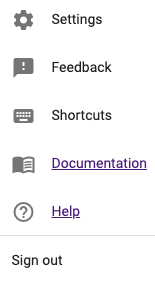 Settings
Feedback
Shortcuts
Documentation
Help
Sign out